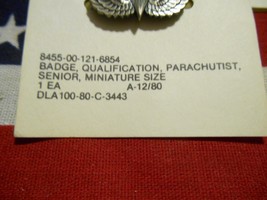 8455-00-121-6854
BADGE, QUALIFICATION, PARACHUTIST,
SENIOR, MINIATURE SIZE
1 EA A-12/80
DLA100-80-C-3443